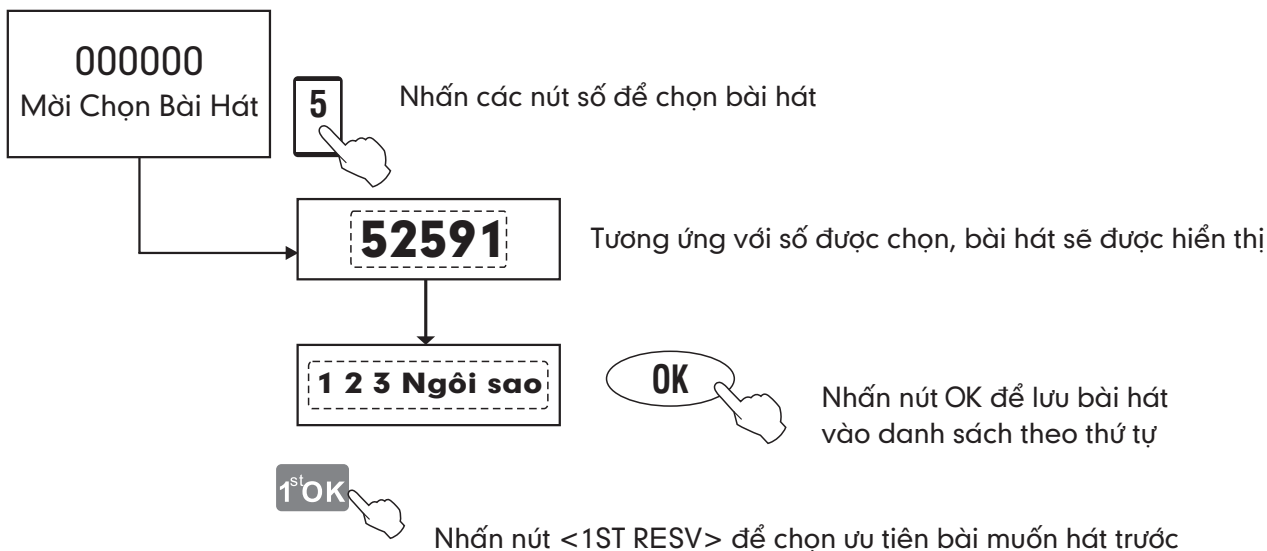 000000
Mời Chọn Bài Hát
5
Nhấn các nút số để chọn bài hát
52591
Tương ứng với số được chọn, bài hát sẽ được hiển thị
1 2 3 Ngôi sao
OK
Nhấn nút OK để lưu bài hát
vào danh sách theo thứ tự
1stOK
Nhấn nút <1ST RESV> để chọn ưu tiên bài muốn hát trước